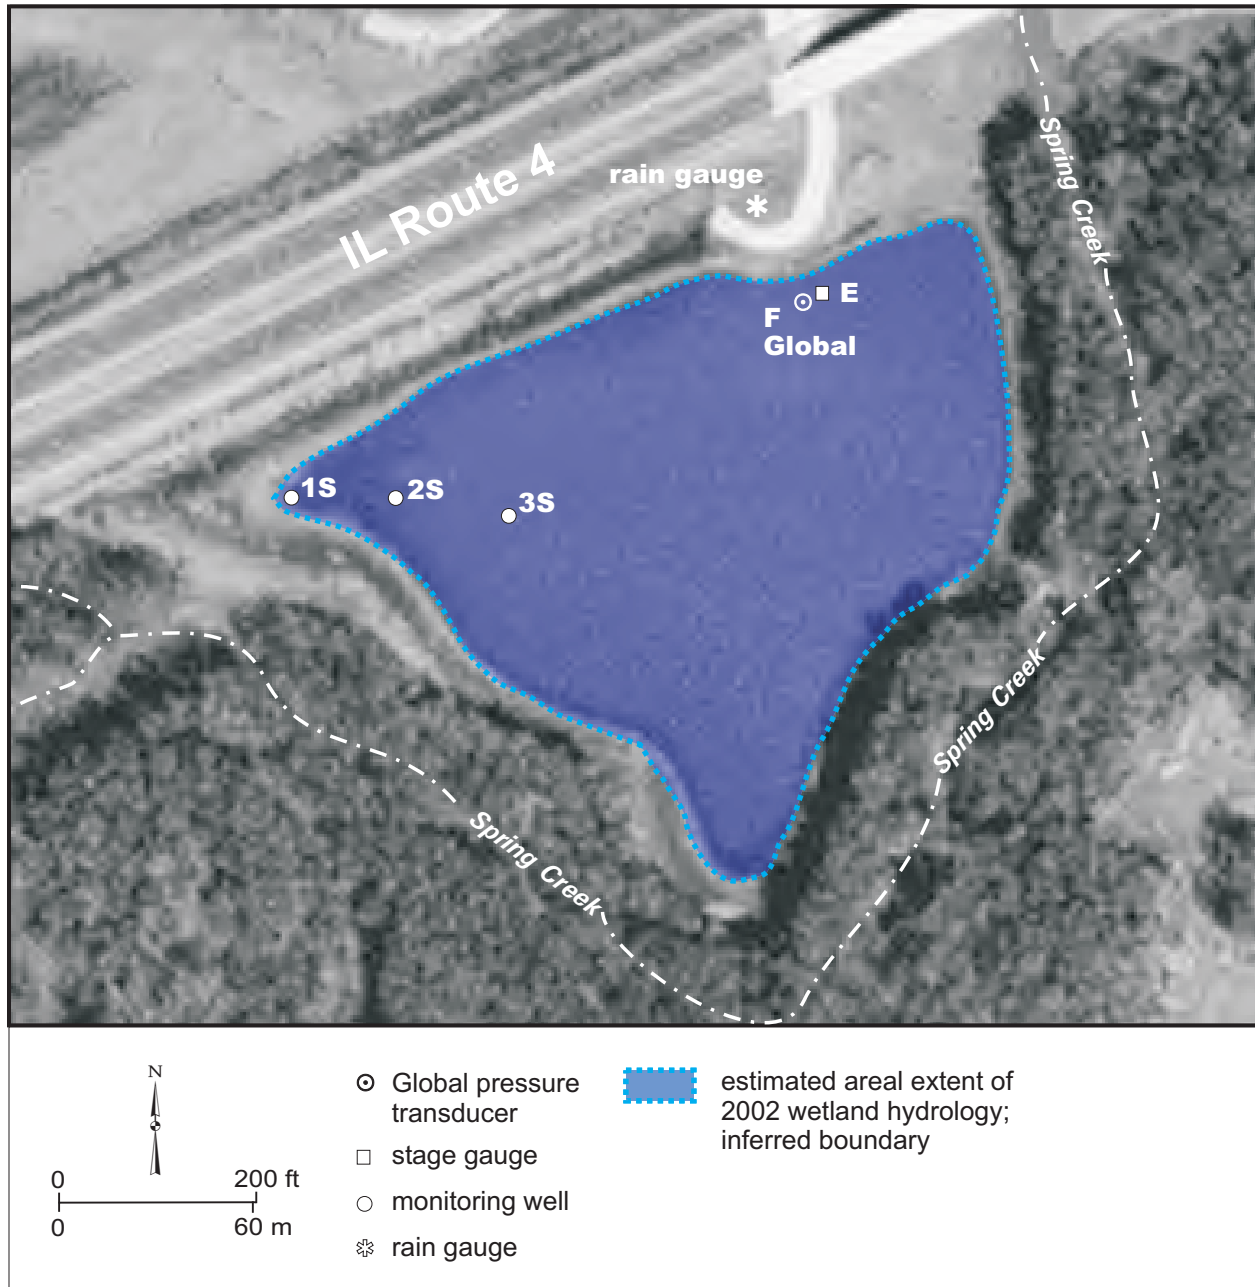 IL Route 4
rain gauge
Spring Creek
E
F
Global
1S
2S
3S
Spring Creek
Spring Creek
N
0 200 ft
0 60 m
Global pressure
transducer
stage gauge
monitoring well
rain gauge
estimated areal extent of
2002 wetland hydrology;
inferred boundary